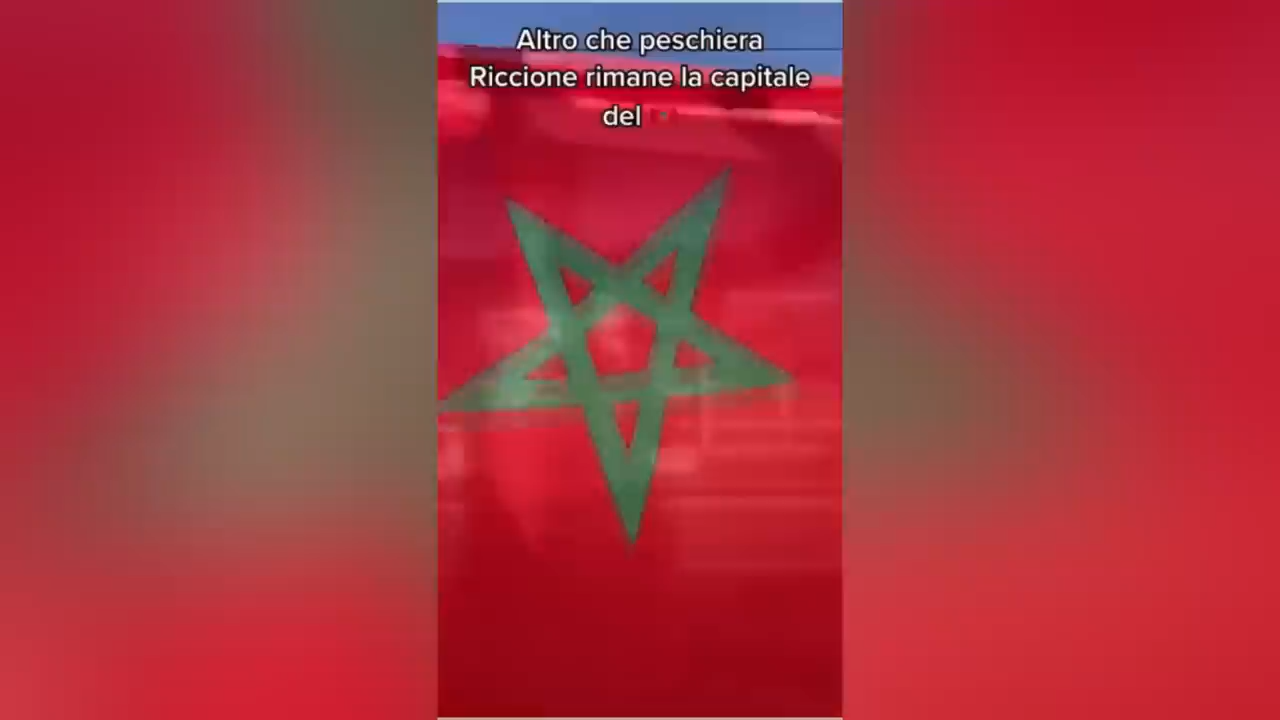 Altro che peschiera
Riccione rimane la capitale
del 🇲🇦